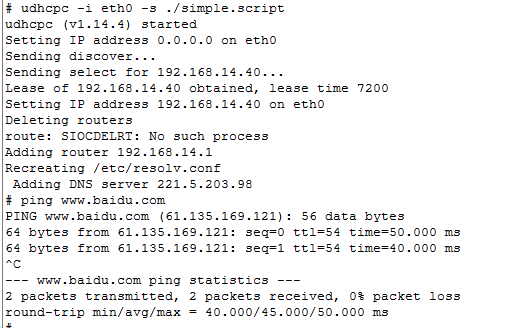 # udhcpc -i eth0 -s ./simple.script
udhcpc (v1.14.4) started
Setting IP address 0.0.0.0 on eth0
Sending discover...
Sending select for 192.168.14.40...
Lease of 192.168.14.40 obtained, lease time 7200
Setting IP address 192.168.14.40 on eth0
Deleting routers
route: SIOCDELRT: No such process
Adding router 192.168.14.1
Recreating /etc/resolv.conf
 Adding DNS server 221.5.203.98
# ping www.baidu.com
PING www.baidu.com (61.135.169.121): 56 data bytes
64 bytes from 61.135.169.121: seq=0 ttl=54 time=50.000 ms
64 bytes from 61.135.169.121: seq=1 ttl=54 time=40.000 ms
^C
--- www.baidu.com ping statistics ---
2 packets transmitted, 2 packets received, 0% packet loss
round-trip min/avg/max = 40.000/45.000/50.000 ms
#